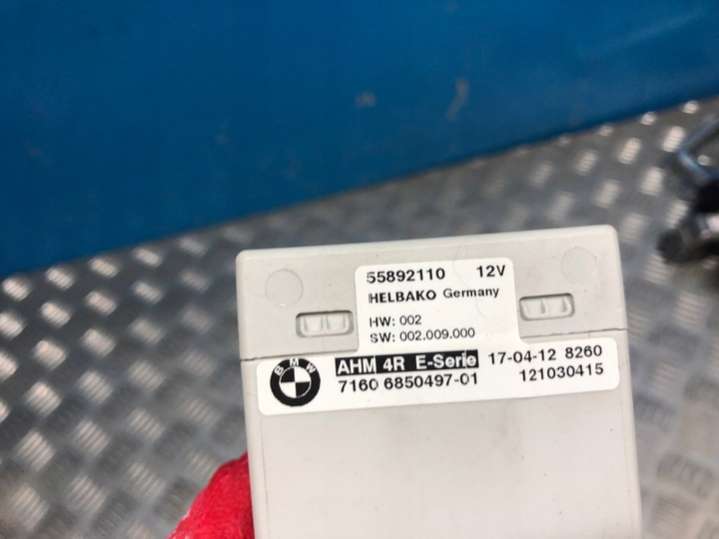 55892110 12V
HELBAKO Germany
HW: 002
SW: 002.009.000
BMW
AHM 4R E-Serie 17-04-12 8260
7160 6850497-01 121030415